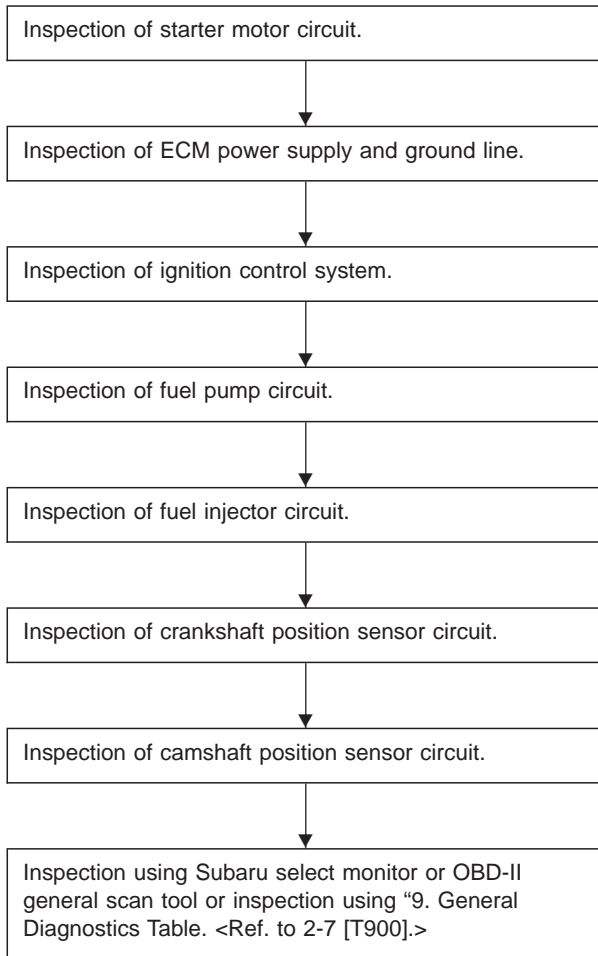 Inspection of starter motor circuit.
Inspection of ECM power supply and ground line.
Inspection of ignition control system.
Inspection of fuel pump circuit.
Inspection of fuel injector circuit.
Inspection of crankshaft position sensor circuit.
Inspection of camshaft position sensor circuit.
Inspection using Subaru select monitor or OBD-II
general scan tool or inspection using “9. General
Diagnostics Table. <Ref. to 2-7 [T900].>